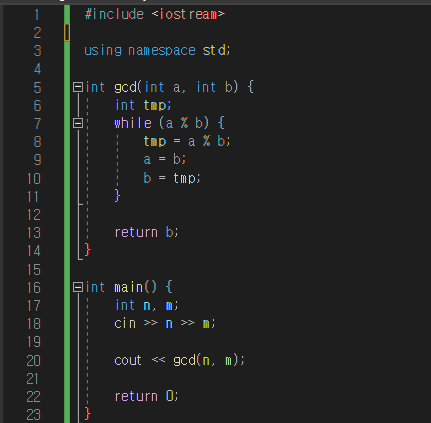 1 #include <iostream>
2
3 using namespace std;
4
5 int gcd(int a, int b) {
6 int tmp;
7 while (a % b) {
8 tmp = a % b;
9 a = b;
10 b = tmp;
11 }
12
13 return b;
14 }
15
16 int main() {
17 int n, m;
18 cin >> n >> m;
19
20 cout << gcd(n, m);
21
22 return 0;
23 }